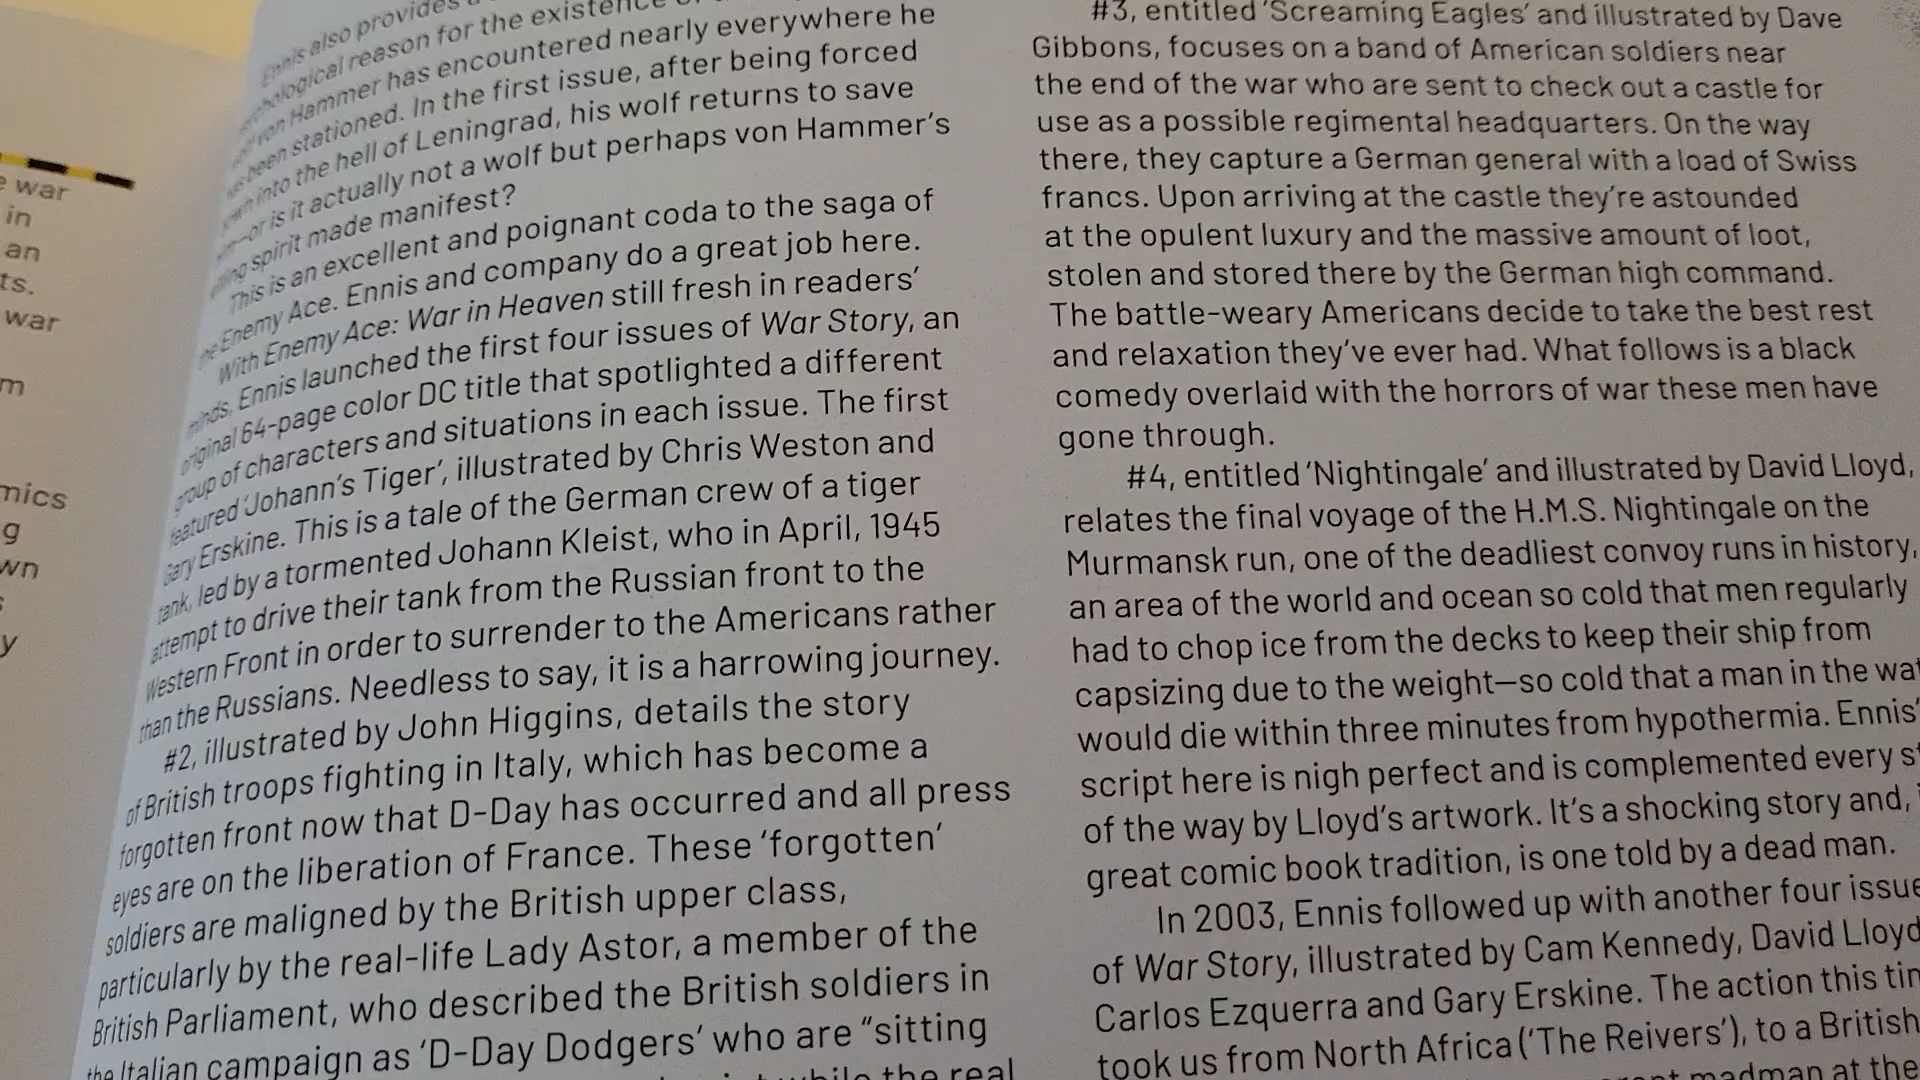 e war
in
an
ts.
war
m
mics
g
wn
s
y
Ennis also provides a
reason for the existence
von Hammer has encountered nearly everywhere he
been stationed. In the first issue, after being forced
into the hell of Leningrad, his wolf returns to save
—or is it actually not a wolf but perhaps von Hammer's
spirit made manifest?
This is an excellent and poignant coda to the saga of
Enemy Ace. Ennis and company do a great job here.
With Enemy Ace: War in Heaven still fresh in readers'
minds, Ennis launched the first four issues of War Story, an
original 64-page color DC title that spotlighted a different
group of characters and situations in each issue. The first
featured 'Johann's Tiger', illustrated by Chris Weston and
Gary Erskine. This is a tale of the German crew of a tiger
tank, led by a tormented Johann Kleist, who in April, 1945
attempt to drive their tank from the Russian front to the
Western Front in order to surrender to the Americans rather
than the Russians. Needless to say, it is a harrowing journey.
#2, illustrated by John Higgins, details the story
of British troops fighting in Italy, which has become a
forgotten front now that D-Day has occurred and all press
eyes are on the liberation of France. These 'forgotten'
soldiers are maligned by the British upper class,
particularly by the real-life Lady Astor, a member of the
British Parliament, who described the British soldiers in
the Italian campaign as 'D-Day Dodgers' who are "sitting
while the real
#3, entitled 'Screaming Eagles' and illustrated by Dave
Gibbons, focuses on a band of American soldiers near
the end of the war who are sent to check out a castle for
use as a possible regimental headquarters. On the way
there, they capture a German general with a load of Swiss
francs. Upon arriving at the castle they're astounded
at the opulent luxury and the massive amount of loot,
stolen and stored there by the German high command.
The battle-weary Americans decide to take the best rest
and relaxation they've ever had. What follows is a black
comedy overlaid with the horrors of war these men have
gone through.
#4, entitled 'Nightingale' and illustrated by David Lloyd,
relates the final voyage of the H.M.S. Nightingale on the
Murmansk run, one of the deadliest convoy runs in history,
an area of the world and ocean so cold that men regularly
had to chop ice from the decks to keep their ship from
capsizing due to the weight—so cold that a man in the wat
would die within three minutes from hypothermia. Ennis'
script here is nigh perfect and is complemented every s
of the way by Lloyd's artwork. It's a shocking story and,
great comic book tradition, is one told by a dead man.
In 2003, Ennis followed up with another four issue
of War Story, illustrated by Cam Kennedy, David Lloyd
Carlos Ezquerra and Gary Erskine. The action this tim
took us from North Africa ('The Reivers'), to a British
madman at the